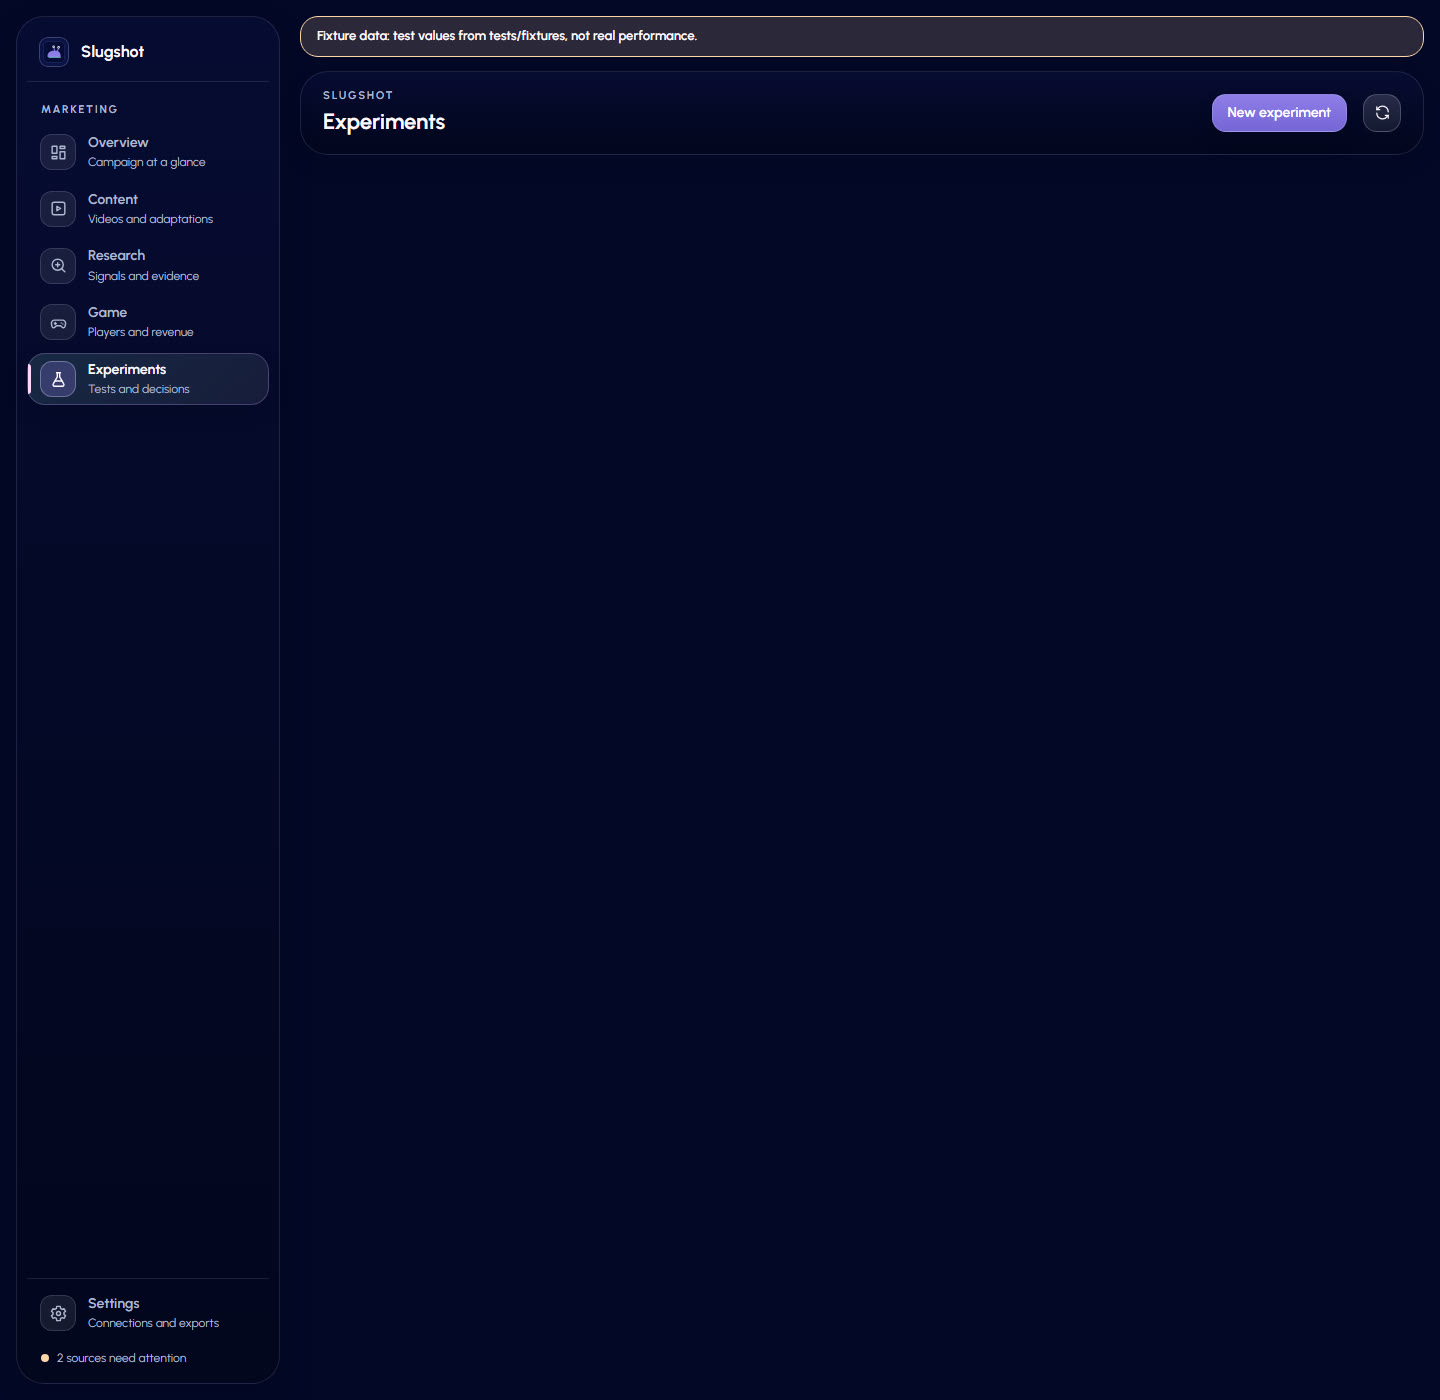 Slugshot
MARKETING
Overview
Campaign at a glance
Content
Videos and adaptations
Research
Signals and evidence
Game
Players and revenue
Experiments
Tests and decisions
Settings
Connections and exports
2 sources need attention
Fixture data: test values from tests/fixtures, not real performance.
SLUGSHOT
Experiments
New experiment